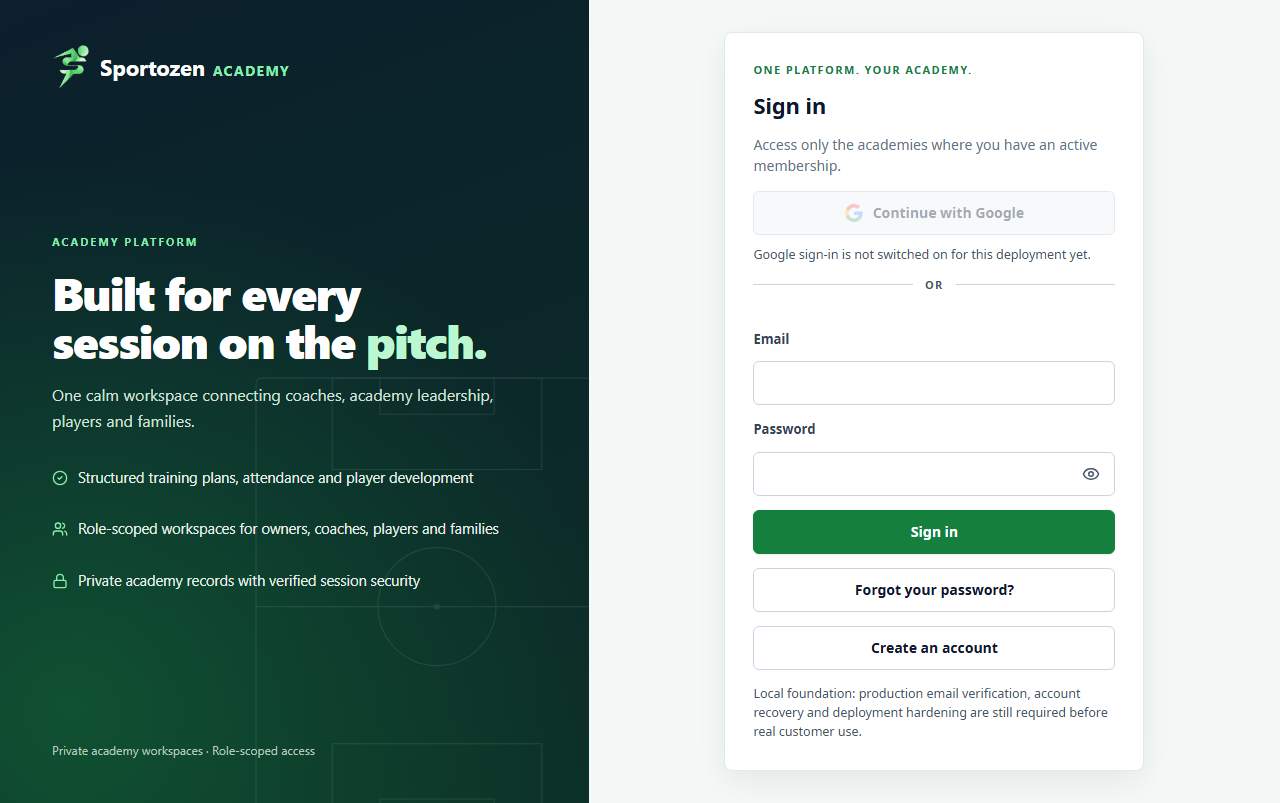 Sportozen ACADEMY
ACADEMY PLATFORM
Built for every
session on the pitch.
One calm workspace connecting coaches, academy leadership,
players and families.
Structured training plans, attendance and player development
Role-scoped workspaces for owners, coaches, players and families
Private academy records with verified session security
Private academy workspaces · Role-scoped access
ONE PLATFORM. YOUR ACADEMY.
Sign in
Access only the academies where you have an active
membership.
Continue with Google
Google sign-in is not switched on for this deployment yet.
OR
Email
Password
Sign in
Forgot your password?
Create an account
Local foundation: production email verification, account
recovery and deployment hardening are still required before
real customer use.